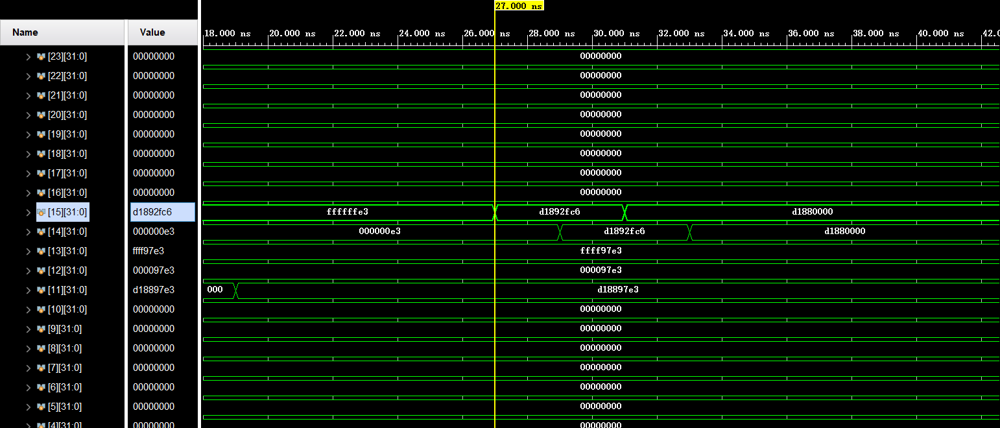 27.000 ns
Name Value 18.000 ns 20.000 ns 22.000 ns 24.000 ns 26.000 ns 28.000 ns 30.000 ns 32.000 ns 34.000 ns 36.000 ns 38.000 ns 40.000 ns 42.0
[23][31:0] 00000000 00000000
[22][31:0] 00000000 00000000
[21][31:0] 00000000 00000000
[20][31:0] 00000000 00000000
[19][31:0] 00000000 00000000
[18][31:0] 00000000 00000000
[17][31:0] 00000000 00000000
[16][31:0] 00000000 00000000
[15][31:0] d1892fc6 ffffffe3 d1892fc6 d1880000
[14][31:0] 000000e3 000000e3 d1892fc6 d1880000
[13][31:0] ffff97e3 ffff97e3
[12][31:0] 000097e3 000097e3
[11][31:0] d18897e3 000 d18897e3
[10][31:0] 00000000 00000000
[9][31:0] 00000000 00000000
[8][31:0] 00000000 00000000
[7][31:0] 00000000 00000000
[6][31:0] 00000000 00000000
[5][31:0] 00000000 00000000
[4][31:0] 00000000 00000000